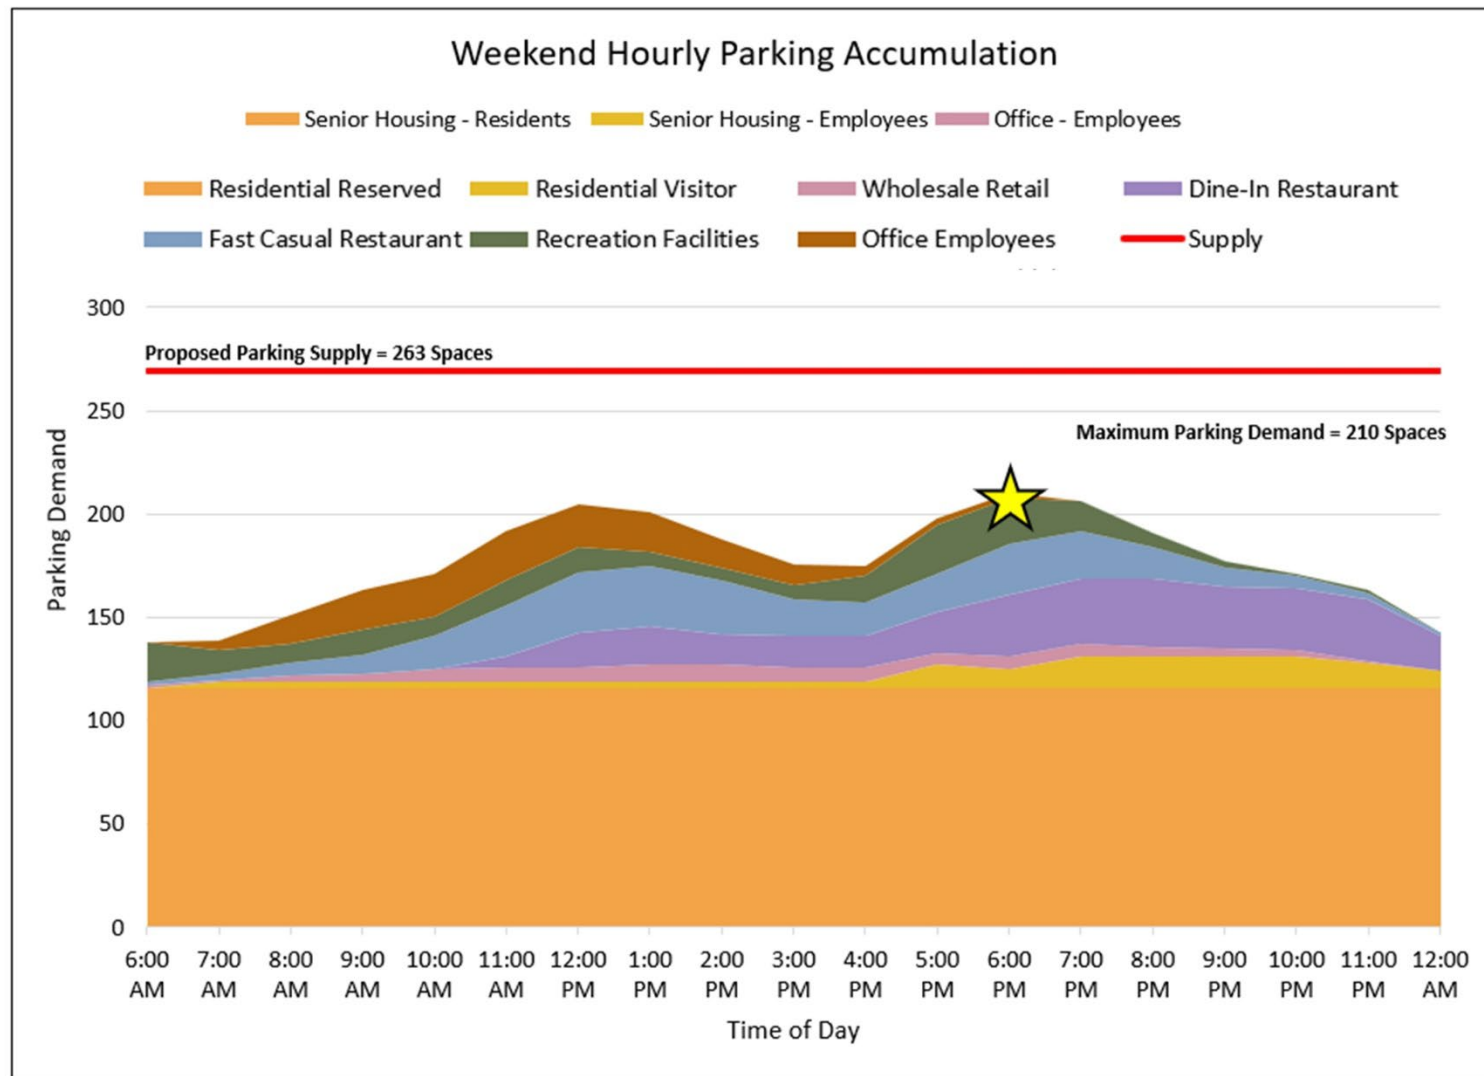 Weekend Hourly Parking Accumulation
Senior Housing - Residents Senior Housing - Employees Office - Employees
Residential Reserved Residential Visitor Wholesale Retail Dine-In Restaurant
Fast Casual Restaurant Recreation Facilities Office Employees Supply
300
Proposed Parking Supply = 263 Spaces
250
Maximum Parking Demand = 210 Spaces
200
150
100
50
0
Parking Demand
6:00 AM 7:00 AM 8:00 AM 9:00 AM 10:00 AM 11:00 AM 12:00 PM 1:00 PM 2:00 PM 3:00 PM 4:00 PM 5:00 PM 6:00 PM 7:00 PM 8:00 PM 9:00 PM 10:00 PM 11:00 PM 12:00 AM
Time of Day